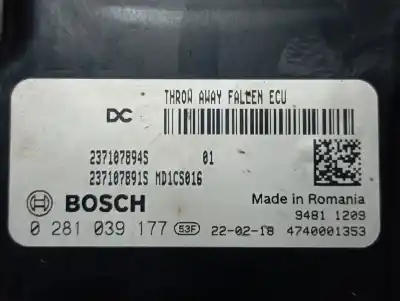 THROW AWAY FALLEN ECU
DC
237107894S 01
237107891S MD1CS016
BOSCH
Made in Romania
9481 1209
0 281 039 177 53F 22-02-18 4740001353